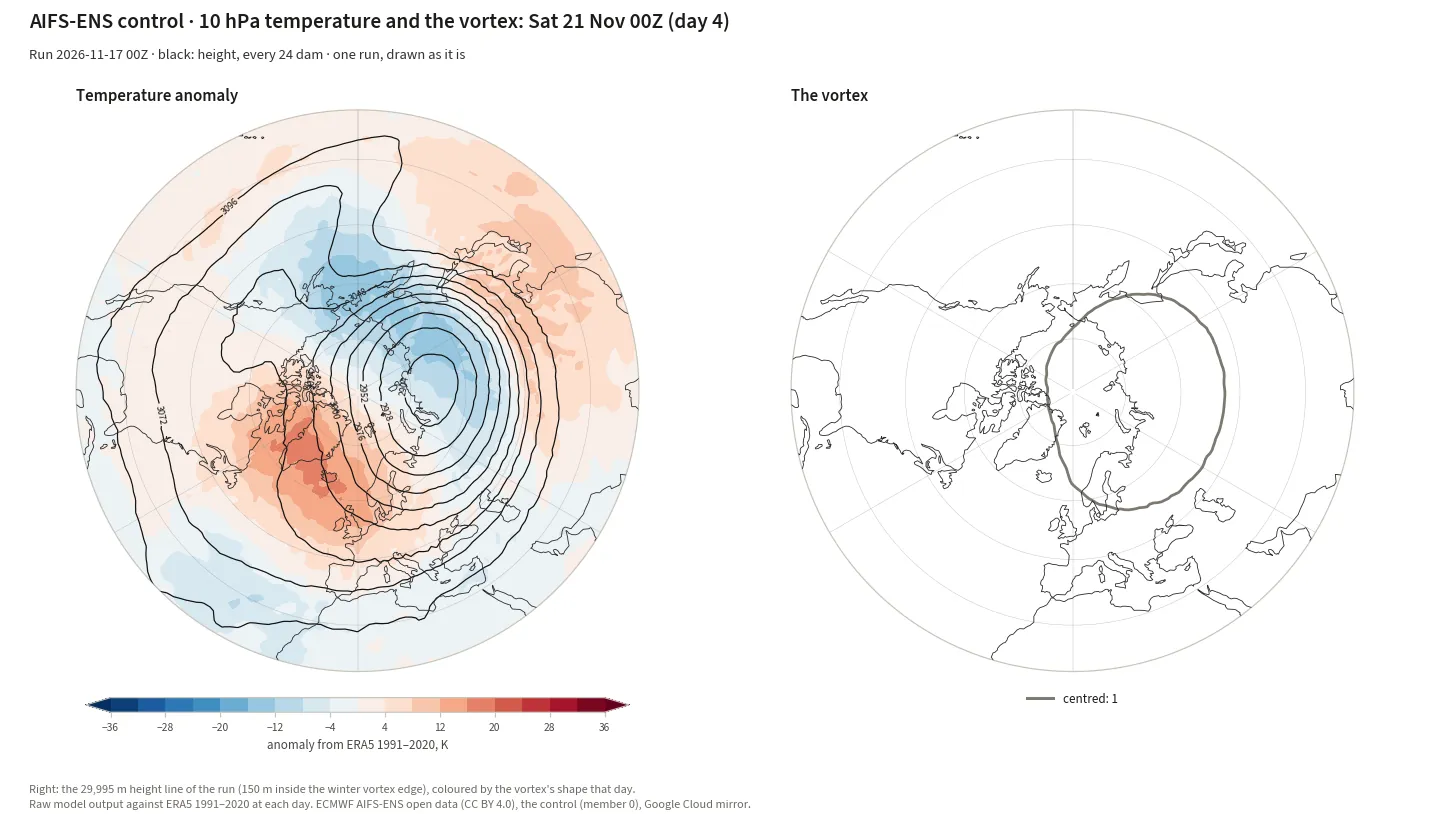 AIFS-ENS control · 10 hPa temperature and the vortex: Sat 21 Nov 00Z (day 4)
Run 2026-11-17 00Z · black: height, every 24 dam · one run, drawn as it is
Temperature anomaly
The vortex
3096
3048
3072
2952
2928
2976
−36 −28 −20 −12 −4 4 12 20 28 36
anomaly from ERA5 1991–2020, K
centred: 1
Right: the 29,995 m height line of the run (150 m inside the winter vortex edge), coloured by the vortex's shape that day.
Raw model output against ERA5 1991–2020 at each day. ECMWF AIFS-ENS open data (CC BY 4.0), the control (member 0), Google Cloud mirror.